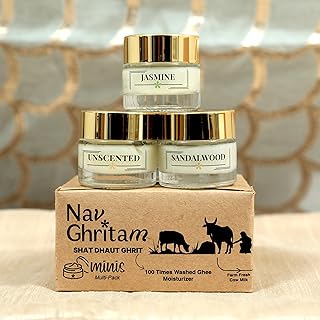 JASMINE
UNSCENTED
SANDALWOOD
Nav
Ghritam
SHAT DHAUT GHRIT
minis
Multi-Pack
100 Times Washed Ghee
Moisturizer
Farm Fresh
Cow Milk